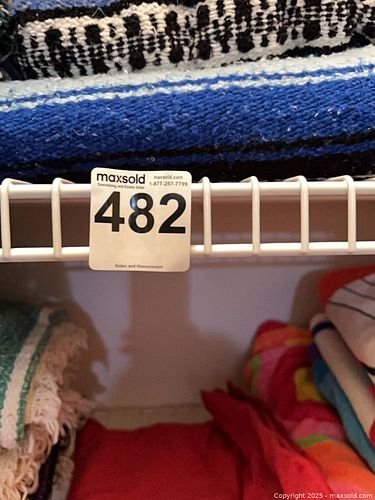 maxsold maxsold.com
Downsizing and Estate Sales 1-877-257-7799
482
Notes and Measurement
Copyright 2025 - maxsold.com